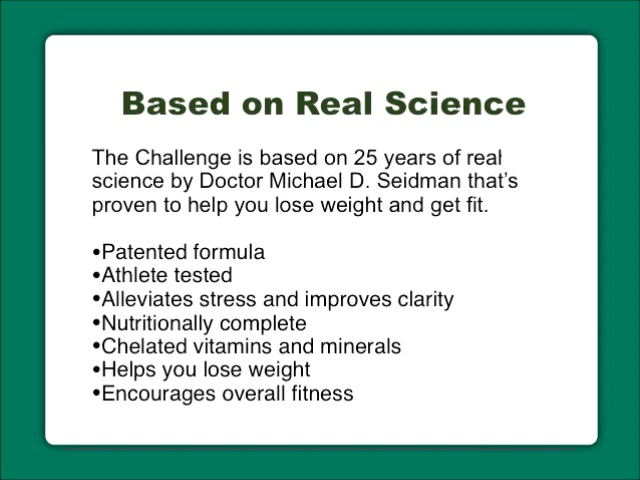 Based on Real Science
The Challenge is based on 25 years of real
science by Doctor Michael D. Seidman that's
proven to help you lose weight and get fit.
•Patented formula
•Athlete tested
•Alleviates stress and improves clarity
•Nutritionally complete
•Chelated vitamins and minerals
•Helps you lose weight
•Encourages overall fitness